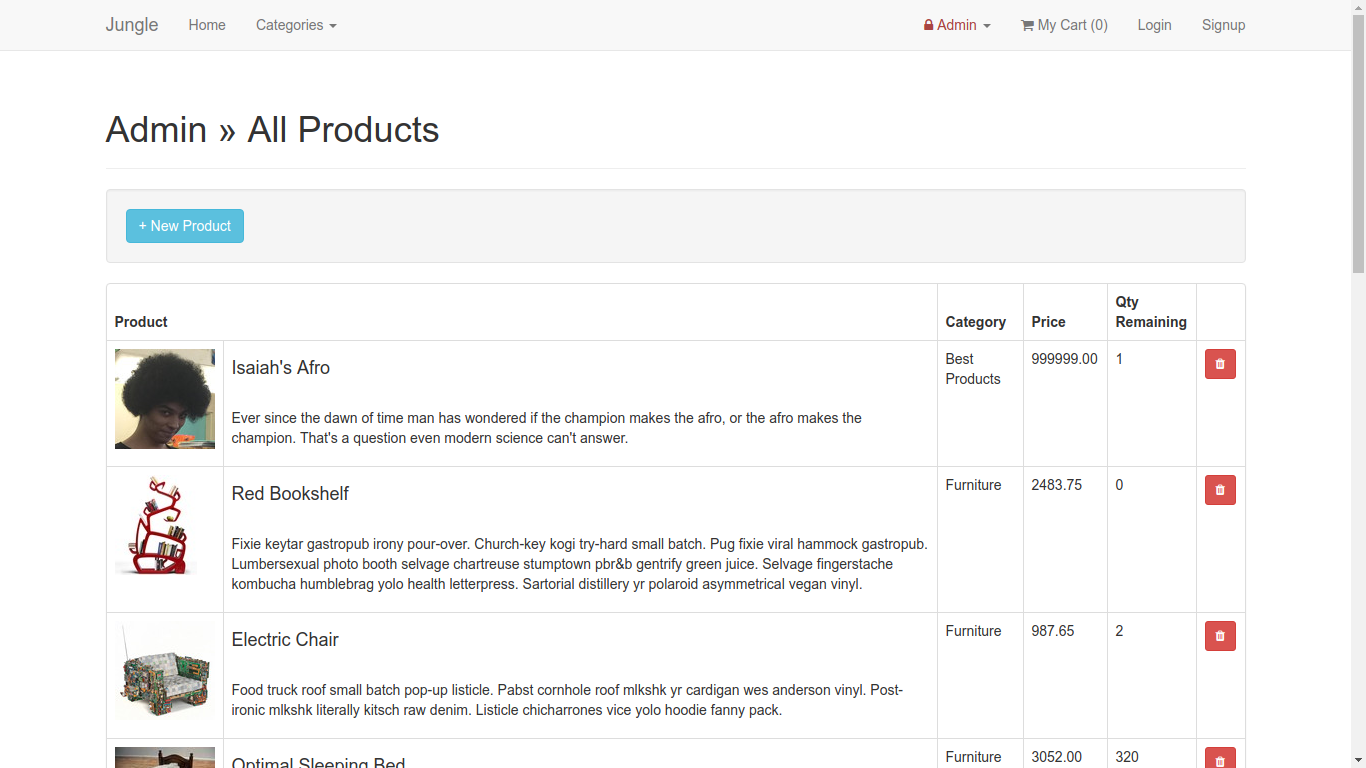 Jungle Home Categories Admin My Cart (0) Login Signup
Admin » All Products
+ New Product
Product Category Price Qty
Remaining
Isaiah's Afro Best
Products 999999.00 1
Ever since the dawn of time man has wondered if the champion makes the afro, or the afro makes the
champion. That's a question even modern science can't answer.
Red Bookshelf Furniture 2483.75 0
Fixie keytar gastropub irony pour-over. Church-key kogi try-hard small batch. Pug fixie viral hammock gastropub.
Lumbersexual photo booth selvage chartreuse stumptown pbr&b gentrify green juice. Selvage fingerstache
kombucha humblebrag yolo health letterpress. Sartorial distillery yr polaroid asymmetrical vegan vinyl.
Electric Chair Furniture 987.65 2
Food truck roof small batch pop-up listicle. Pabst cornhole roof mlkshk yr cardigan wes anderson vinyl. Post-
ironic mlkshk literally kitsch raw denim. Listicle chicharrones vice yolo hoodie fanny pack.
Optimal Sleeping Bed Furniture 3052.00 320